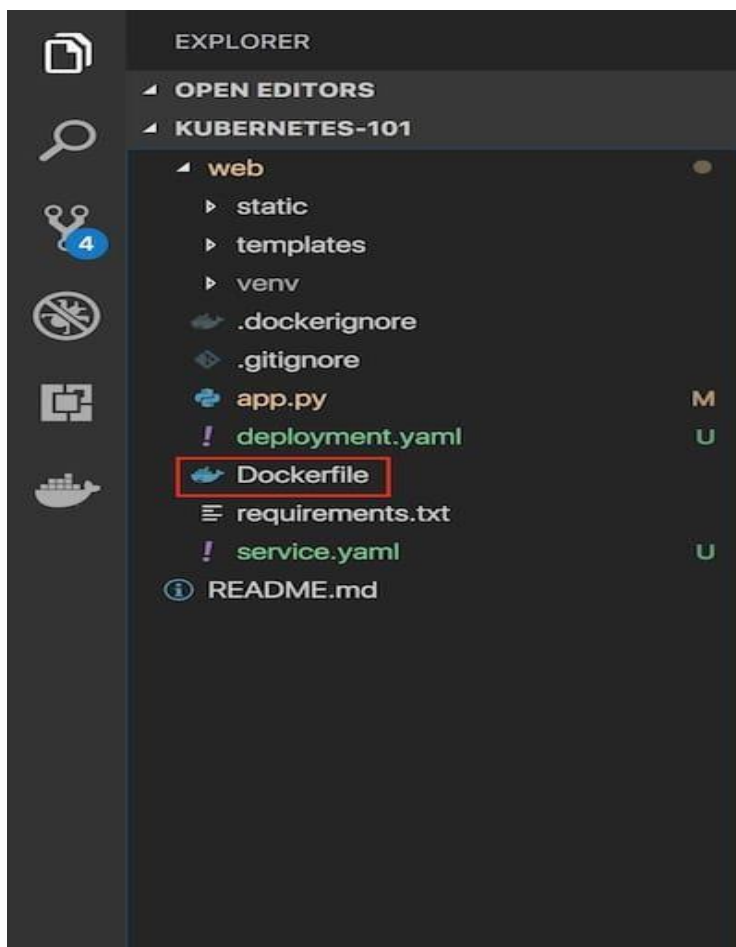 EXPLORER
OPEN EDITORS
KUBERNETES-101
web
static
templates
4
venv
.dockerignore
.gitignore
app.py M
deployment.yaml U
Dockerfile
requirements.txt
service.yaml U
README.md